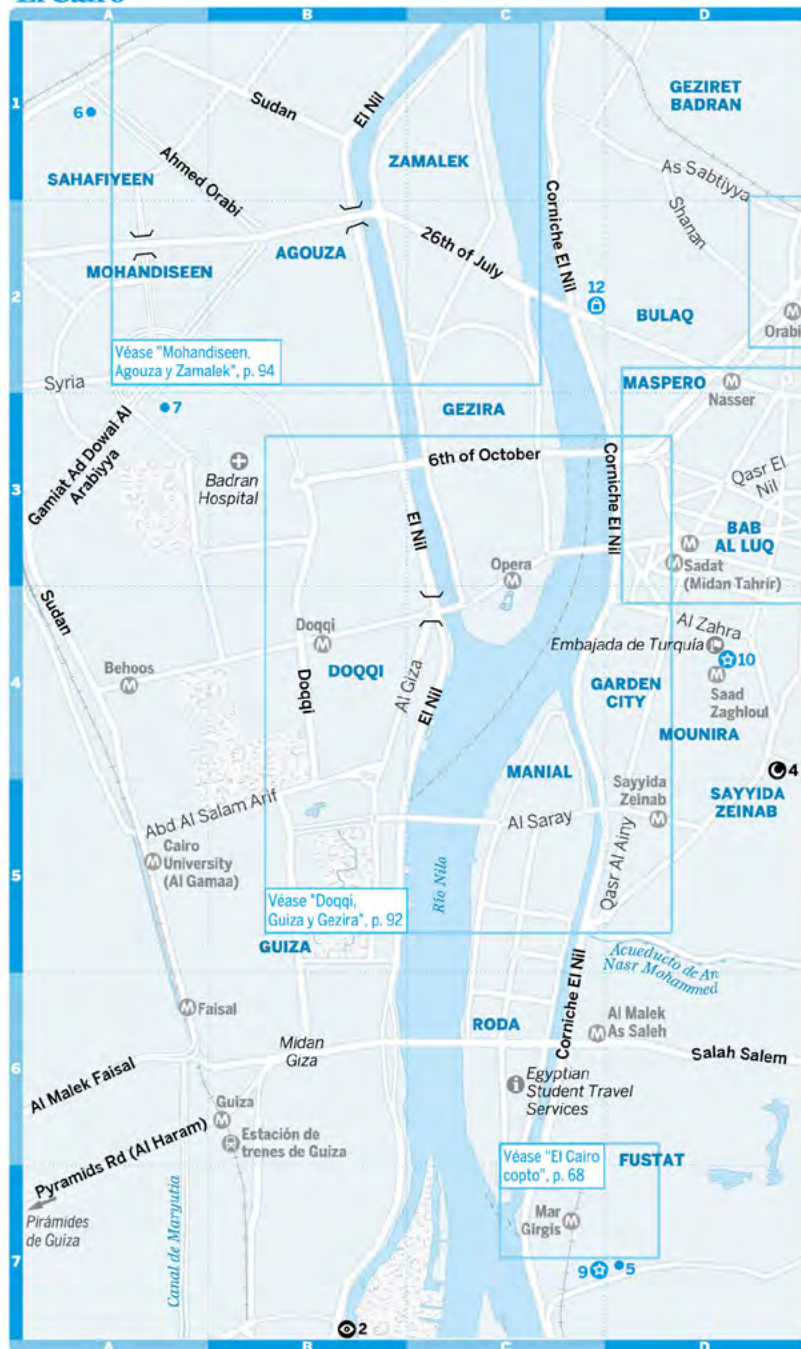 El Cairo
A B C D
1
2
3
4
5
6
7
GEZIRET
BADRAN
El Nil
Sudan
6
ZAMALEK
SAHAFIYEEN
Ahmed Orabi
Corniche El Nil
As Sabtiyya
Shanan
AGOUZA
26th of July
MOHANDISEEN
12
BULAQ
Orabi
Véase "Mohandiseen,
Agouza y Zamalek", p. 94
Syria
MASPERO
Nasser
7
GEZIRA
Gamiat Ad Dowal Al
Arabiyya
Badran
Hospital
6th of October
Corniche El Nil
Qasr El
Nil
El Nil
BAB
AL LUQ
Opera
Sadat
(Midan Tahrir)
Sudan
Al Zahra
Doqqi
Embajada de Turquía
10
Behoos
DOQQI
Doqqi
Al Giza
El Nil
GARDEN
CITY
Saad
Zaghloul
MOUNIRA
4
MANIAL
Sayyida
Zeinab
SAYYIDA
ZEINAB
Abd Al Salam Arif
Al Saray
Cairo
University
(Al Gamaa)
Qasr Al Ainy
Río Nilo
Véase "Doqqi,
Guiza y Gezira", p. 92
GUIZA
Acueducto de An
Nasr Mohammed
Corniche El Nil
Faisal
RODA
Al Malek
As Saleh
Midan
Giza
Salah Salem
Al Malek Faisal
Egyptian
Student Travel
Services
Guiza
Estación de
trenes de Guiza
Pyramids Rd (Al Haram)
Véase "El Cairo
copto", p. 68
FUSTAT
Pirámides
de Guiza
Canal de Maryutia
Mar
Girgis
9
5
2
A B C D